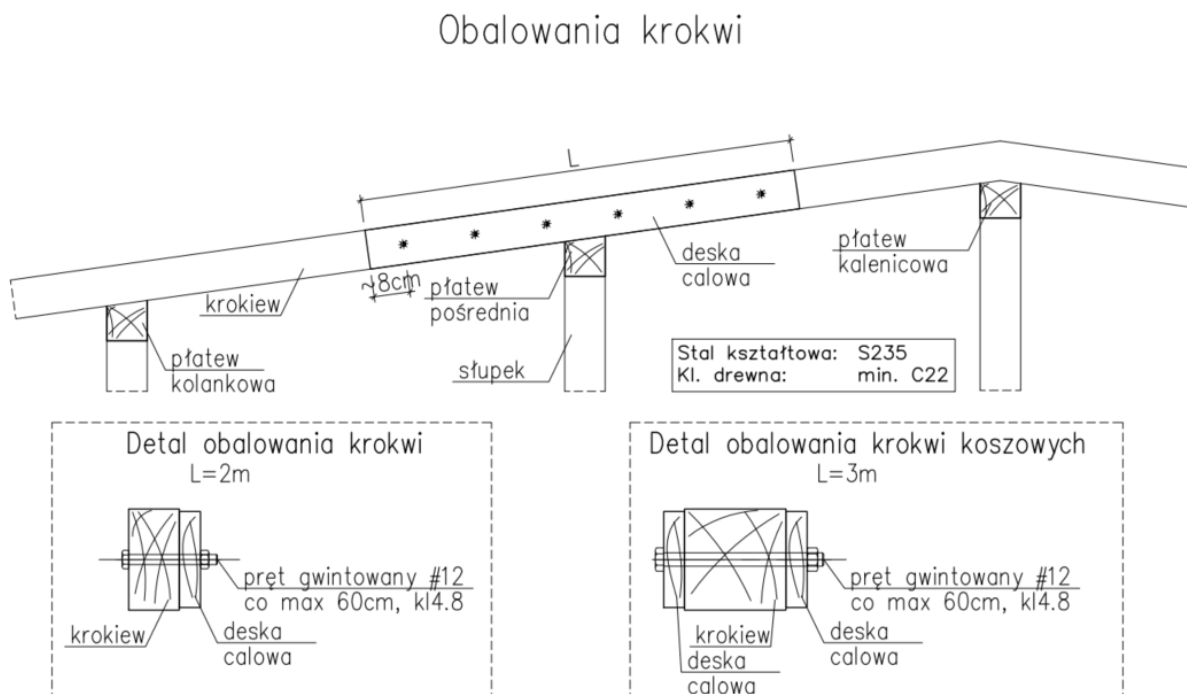 Obalowania krokwi
L
~8cm
krokiew
płatew
kolankowa
płatew
pośrednia
słupek
deska
calowa
płatew
kalenicowa
Stal kształtowa: S235
Kl. drewna: min. C22
Detal obalowania krokwi
L=2m
pręt gwintowany #12
co max 60cm, kl4.8
krokiew
deska
calowa
Detal obalowania krokwi koszowych
L=3m
pręt gwintowany #12
co max 60cm, kl4.8
krokiew
deska
calowa
deska
calowa